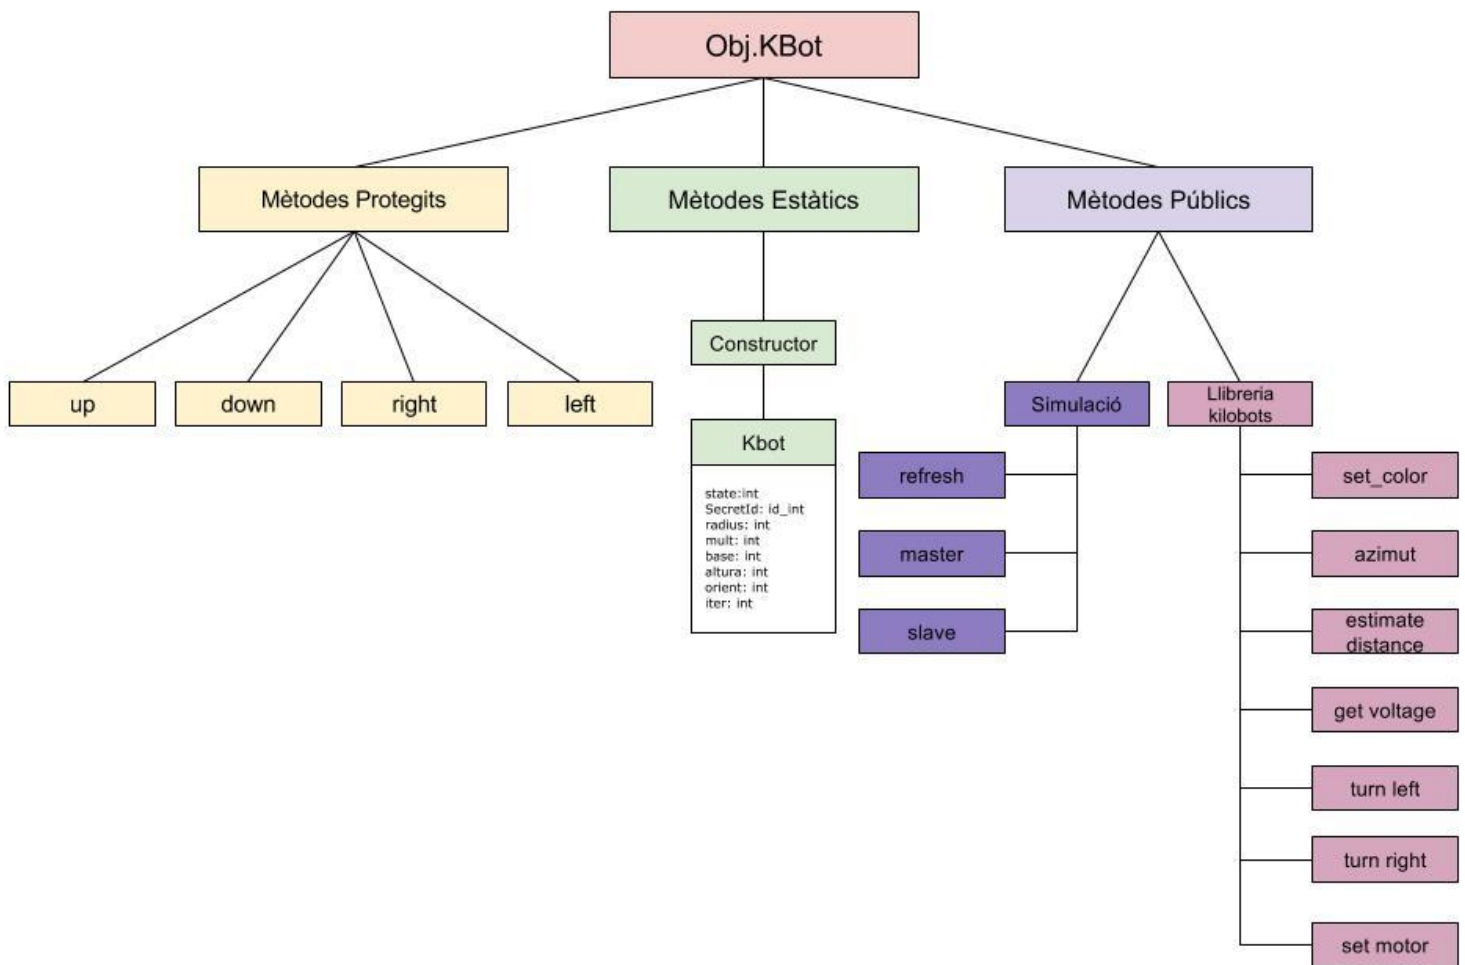 Obj.KBot
Mètodes Protegits
Mètodes Estàtics
Mètodes Públics
Constructor
up
down
right
left
Simulació
Llibreria
kilobots
Kbot
state:int
SecretId: id_int
radius: int
mult: int
base: int
altura: int
orient: int
iter: int
refresh
master
slave
set_color
azimut
estimate
distance
get voltage
turn left
turn right
set motor